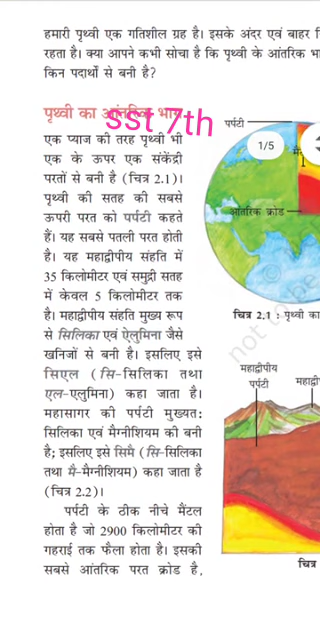 हमारी पृथ्वी एक गतिशील ग्रह है। इसके अंदर एवं बाहर
रहता है। क्या आपने कभी सोचा है कि पृथ्वी के आंतरिक
किन पदार्थों से बनी है?
पृथ्वी का आंतरिक
sst 7th
एक प्याज की तरह पृथ्वी भी
एक के ऊपर एक संकेंद्री
परतों से बनी है (चित्र 2.1)।
पृथ्वी की सतह की सबसे
ऊपरी परत को पर्पटी कहते
हैं। यह सबसे पतली परत होती
है। यह महाद्वीपीय संहति में
35 किलोमीटर एवं समुद्री सतह
में केवल 5 किलोमीटर तक
है। महाद्वीपीय संहति मुख्य रूप
से सिलिका एवं ऐलुमिना जैसे
खनिजों से बनी है। इसलिए इसे
सिएल (सि-सिलिका तथा
एल-एलुमिना) कहा जाता है।
महासागर की पर्पटी मुख्यत:
सिलिका एवं मैग्नीशियम की बनी
है; इसलिए इसे सिमै (सि-सिलिका
तथा मै-मैग्नीशियम) कहा जाता है
(चित्र 2.2)।
पर्पटी के ठीक नीचे मैंटल
होता है जो 2900 किलोमीटर की
गहराई तक फैला होता है। इसकी
सबसे आंतरिक परत क्रोड है,
पर्पटी
1/5
आंतरिक क्रोड
चित्र 2.1 : पृथ्वी का
not to be
महाद्वीपीय
पर्पटी
चित्र